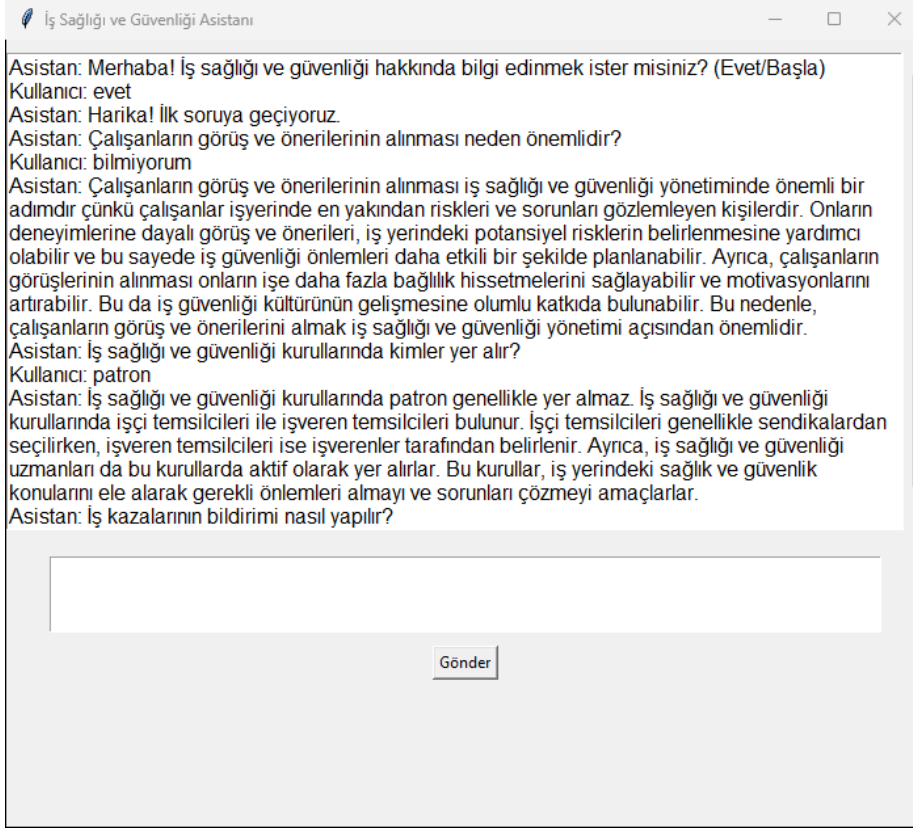 İş Sağlığı ve Güvenliği Asistanı
Asistan: Merhaba! İş sağlığı ve güvenliği hakkında bilgi edinmek ister misiniz? (Evet/Başla)
Kullanıcı: evet
Asistan: Harika! İlk soruya geçiyoruz.
Asistan: Çalışanların görüş ve önerilerinin alınması neden önemlidir?
Kullanıcı: bilmiyorum
Asistan: Çalışanların görüş ve önerilerinin alınması iş sağlığı ve güvenliği yönetiminde önemli bir
adımdır çünkü çalışanlar işyerinde en yakından riskleri ve sorunları gözlemleyen kişilerdir. Onların
deneyimlerine dayalı görüş ve önerileri, iş yerindeki potansiyel risklerin belirlenmesine yardımcı
olabilir ve bu sayede iş güvenliği önlemleri daha etkili bir şekilde planlanabilir. Ayrıca, çalışanların
görüşlerinin alınması onların işe daha fazla bağlılık hissetmelerini sağlayabilir ve motivasyonlarını
artırabilir. Bu da iş güvenliği kültürünün gelişmesine olumlu katkıda bulunabilir. Bu nedenle,
çalışanların görüş ve önerilerini almak iş sağlığı ve güvenliği yönetimi açısından önemlidir.
Asistan: İş sağlığı ve güvenliği kurullarında kimler yer alır?
Kullanıcı: patron
Asistan: İş sağlığı ve güvenliği kurullarında patron genellikle yer almaz. İş sağlığı ve güvenliği
kurullarında işçi temsilcileri ile işveren temsilcileri bulunur. İşçi temsilcileri genellikle sendikalardan
seçilirken, işveren temsilcileri ise işverenler tarafından belirlenir. Ayrıca, iş sağlığı ve güvenliği
uzmanları da bu kurullarda aktif olarak yer alırlar. Bu kurullar, iş yerindeki sağlık ve güvenlik
konularını ele alarak gerekli önlemleri almayı ve sorunları çözmeyi amaçlarlar.
Asistan: İş kazalarının bildirimi nasıl yapılır?
Gönder